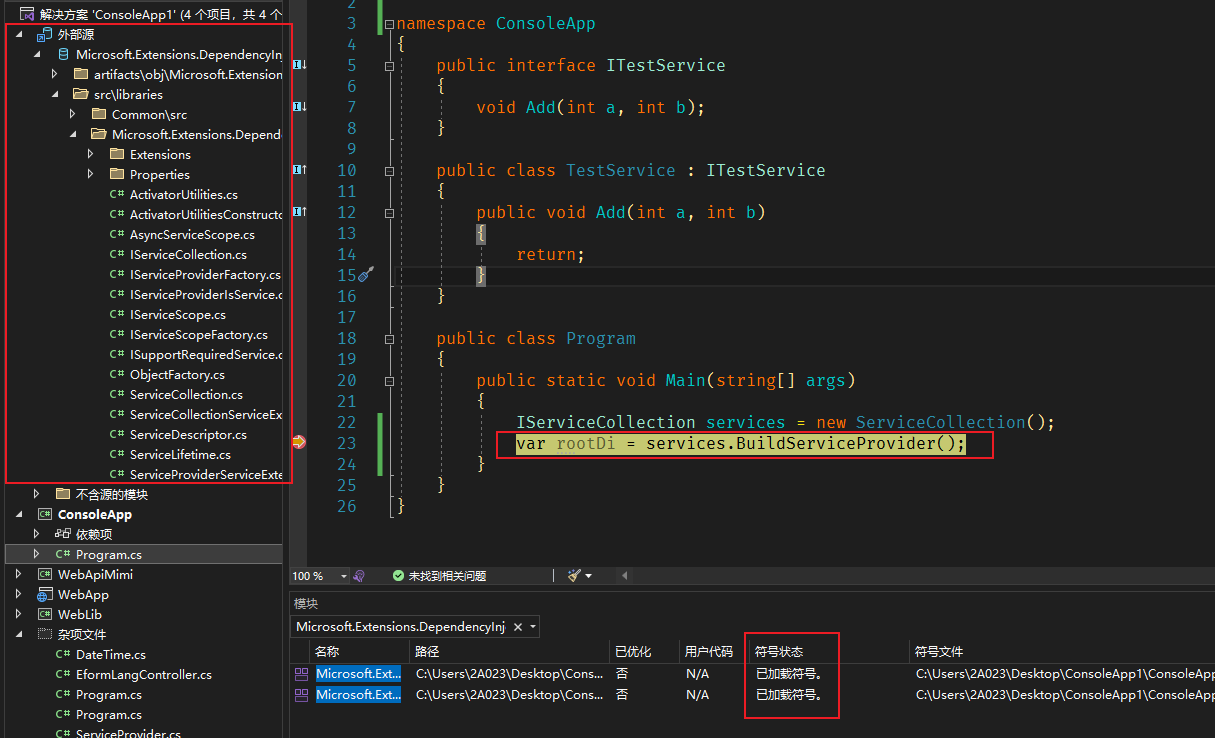 解决方案 'ConsoleApp1' (4 个项目，共 4 个
外部源
Microsoft.Extensions.DependencyIn
artifacts\obj\Microsoft.Extension
src\libraries
Common\src
Microsoft.Extensions.Depend
Extensions
Properties
C# ActivatorUtilities.cs
C# ActivatorUtilitiesConstructo
C# AsyncServiceScope.cs
C# IServiceCollection.cs
C# IServiceProviderFactory.cs
C# IServiceProviderIsService.c
C# IServiceScope.cs
C# IServiceScopeFactory.cs
C# ISupportRequiredService.c
C# ObjectFactory.cs
C# ServiceCollection.cs
C# ServiceCollectionServiceEx
C# ServiceDescriptor.cs
C# ServiceLifetime.cs
C# ServiceProviderServiceExte
不含源的模块
C# ConsoleApp
依赖项
C# Program.cs
C# WebApiMimi
WebApp
C# WebLib
杂项文件
C# DateTime.cs
C# EformLangController.cs
C# Program.cs
C# Program.cs
C# ServiceProvider.cs
2
3 namespace ConsoleApp
4 {
5 public interface ITestService
6 {
7 void Add(int a, int b);
8 }
9
10 public class TestService : ITestService
11 {
12 public void Add(int a, int b)
13 {
14 return;
15 }
16 }
17
18 public class Program
19 {
20 public static void Main(string[] args)
21 {
22 IServiceCollection services = new ServiceCollection();
23 var rootDi = services.BuildServiceProvider();
24 }
25 }
26 }
100 % 未找到相关问题
模块
Microsoft.Extensions.DependencyInj
名称 路径 已优化 用户代码 符号状态 符号文件
Microsoft.Ext... C:\Users\2A023\Desktop\Cons... 否 N/A 已加载符号。 C:\Users\2A023\Desktop\ConsoleApp1\ConsoleApp
Microsoft.Ext... C:\Users\2A023\Desktop\Cons... 否 N/A 已加载符号。 C:\Users\2A023\Desktop\ConsoleApp1\ConsoleApp